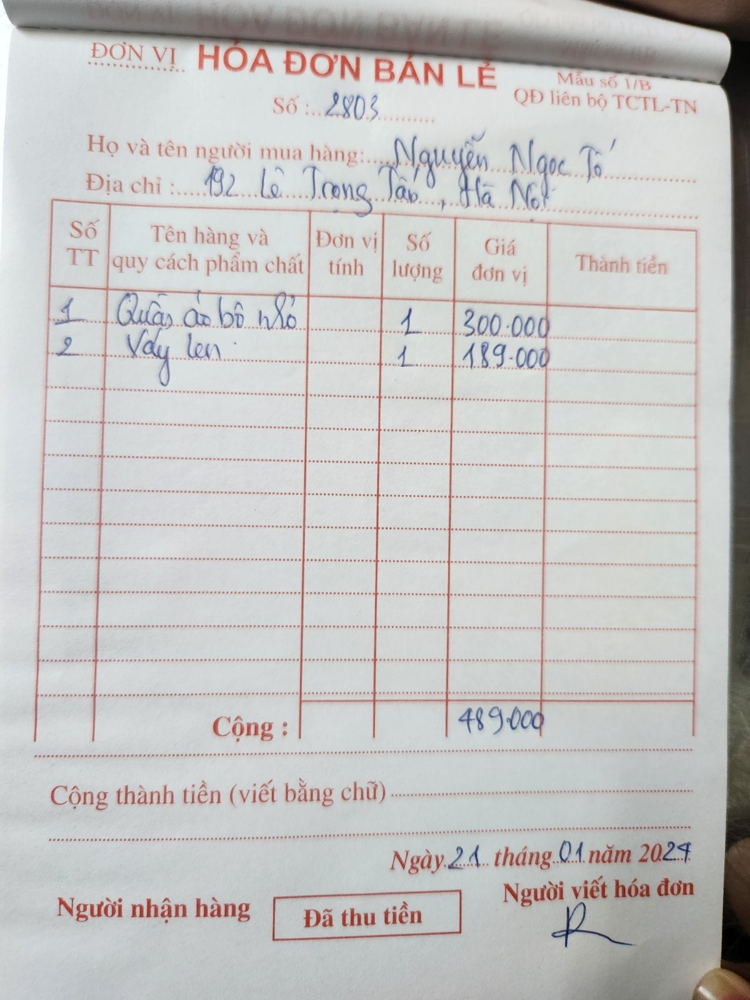 ĐƠN VỊ HÓA ĐƠN BÁN LẺ Mẫu số 1/B
QĐ liên bộ TCTL-TN
Số : 2803
Họ và tên người mua hàng: Nguyễn Ngọc Tố
Địa chỉ : 192 Lê Trọng Tấn, Hà Nội
Số TT Tên hàng và quy cách phẩm chất Đơn vị tính Số lượng Giá đơn vị Thành tiền
1 Quần áo bộ nhỏ 1 300.000
2 Váy len 1 189.000
Cộng : 489.000
Cộng thành tiền (viết bằng chữ)
Ngày 21 tháng 01 năm 2024
Người nhận hàng Đã thu tiền Người viết hóa đơn